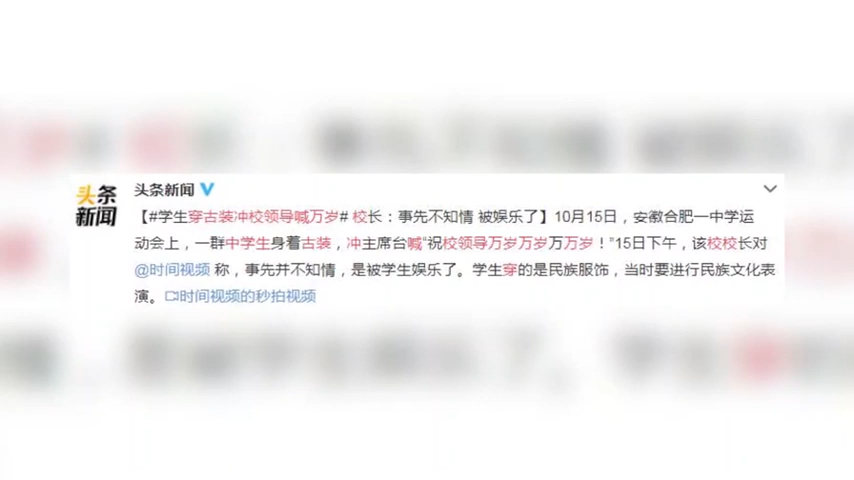 头条
新闻
头条新闻
【#学生穿古装冲校领导喊万岁# 校长：事先不知情 被娱乐了】10月15日，安徽合肥一中学运
动会上，一群中学生身着古装，冲主席台喊“祝校领导万岁万岁万万岁！”15日下午，该校校长对
@时间视频 称，事先并不知情，是被学生娱乐了。学生穿的是民族服饰，当时要进行民族文化表
演。时间视频的秒拍视频